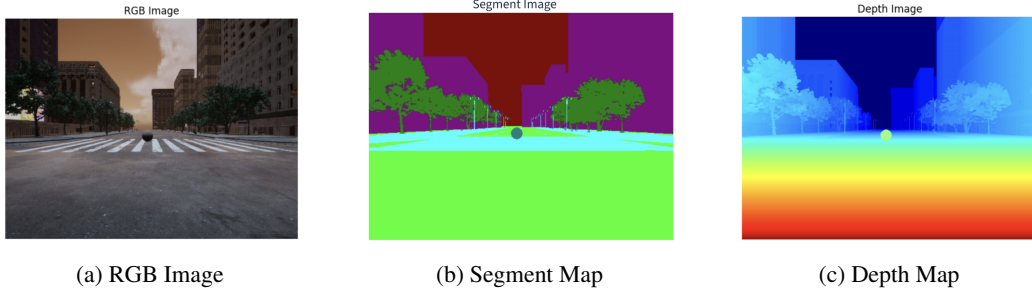 RGB Image
Segment Image
Depth Image
(a) RGB Image
(b) Segment Map
(c) Depth Map